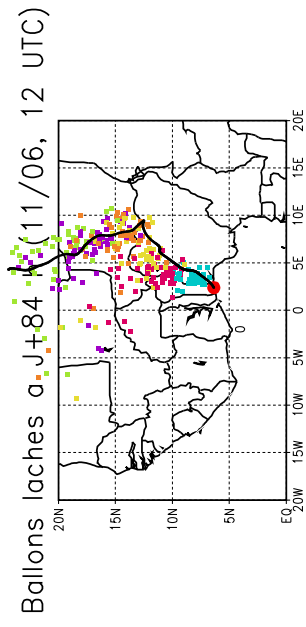 Ballons laches a J+84 (11/06, 12 UTC)
20N
15N
10N
5N
EQ
20W
15W
10W
5W
0
5E
10E
15E
20E
0